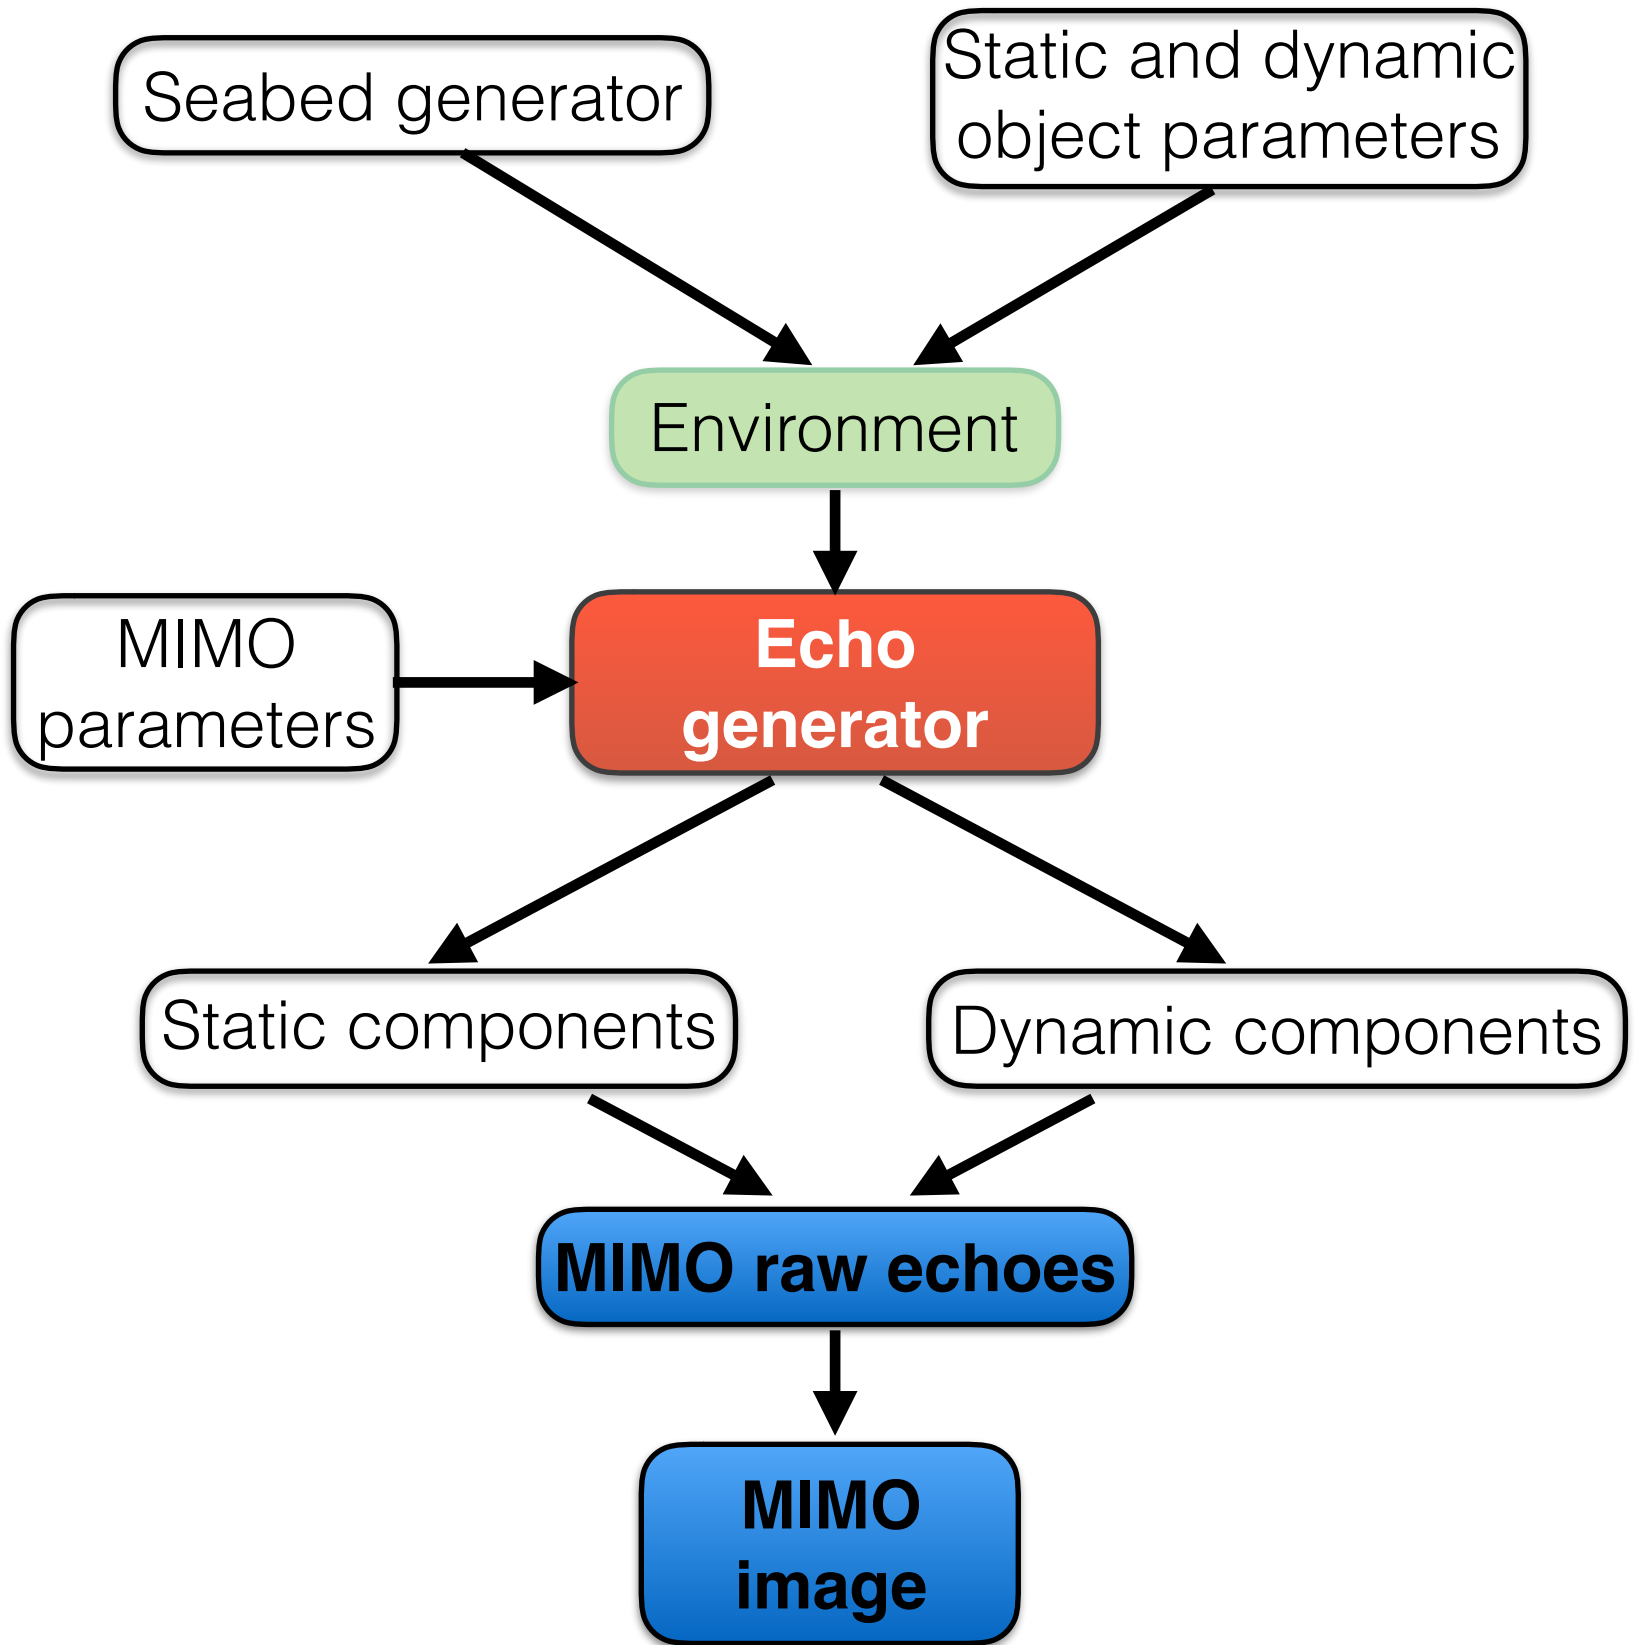 Seabed generator
Static and dynamic
object parameters
Environment
MIMO
parameters
Echo
generator
Static components
Dynamic components
MIMO raw echoes
MIMO
image